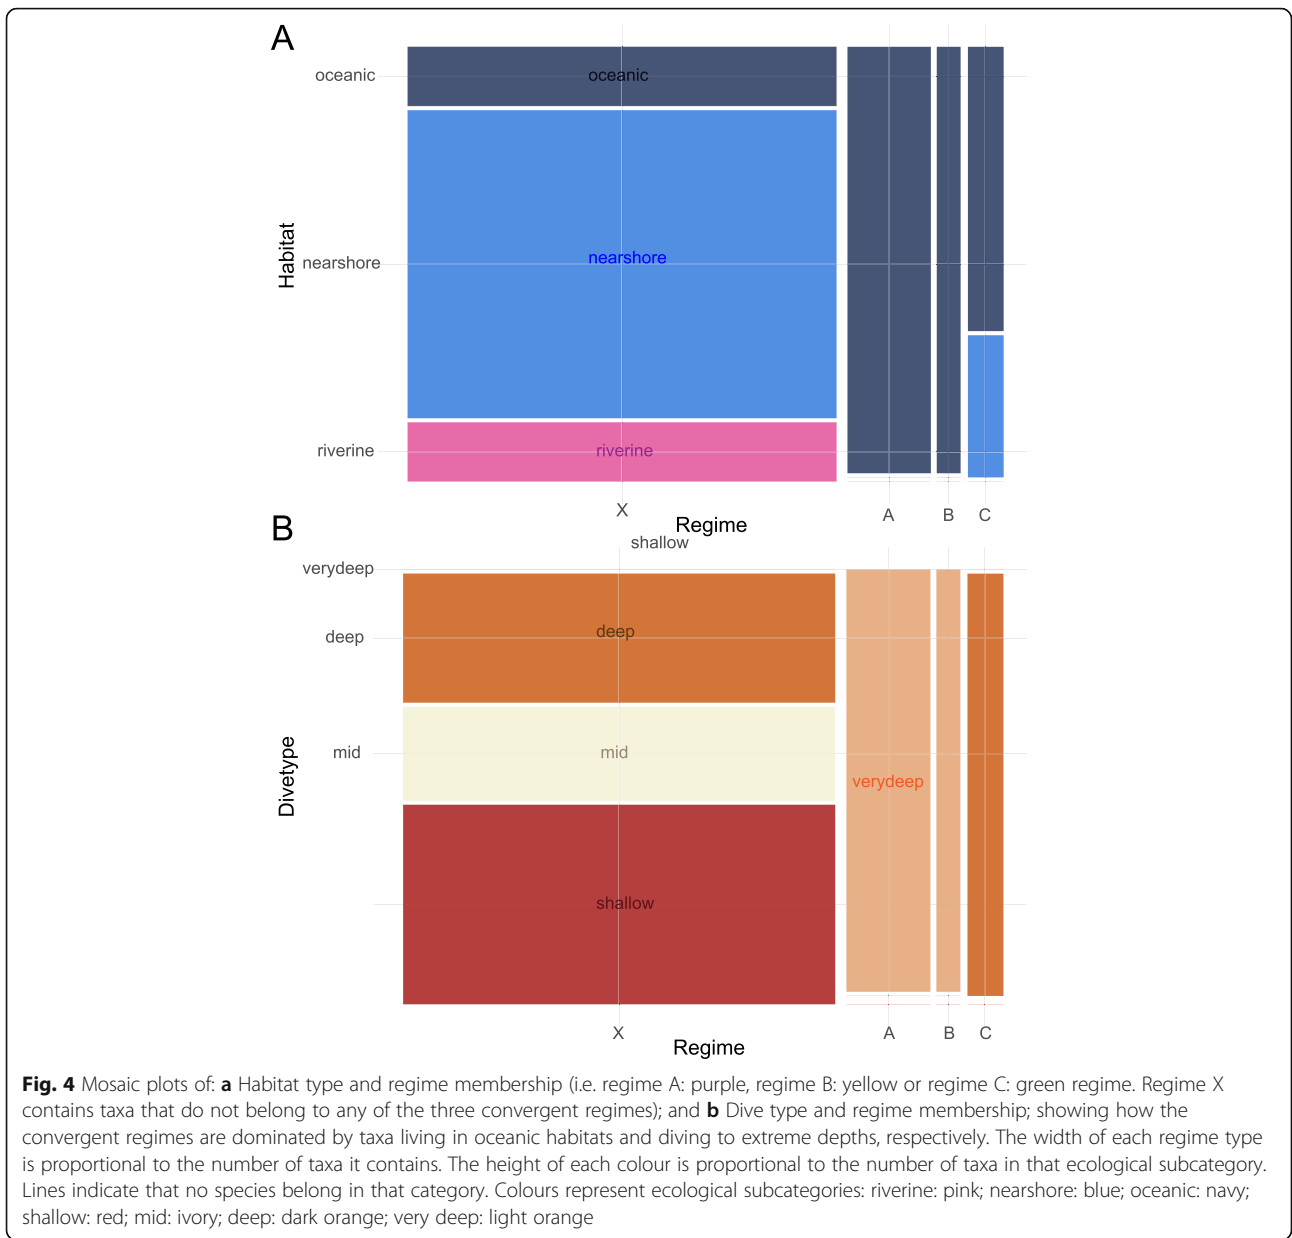 A
oceanic
oceanic
Habitat
nearshore
nearshore
riverine
riverine
X
A
B
C
Regime
B
shallow
verydeep
deep
deep
Divetype
mid
mid
verydeep
shallow
X
A
B
C
Regime
Fig. 4 Mosaic plots of: a Habitat type and regime membership (i.e. regime A: purple, regime B: yellow or regime C: green regime. Regime X
contains taxa that do not belong to any of the three convergent regimes); and b Dive type and regime membership; showing how the
convergent regimes are dominated by taxa living in oceanic habitats and diving to extreme depths, respectively. The width of each regime type
is proportional to the number of taxa it contains. The height of each colour is proportional to the number of taxa in that ecological subcategory.
Lines indicate that no species belong in that category. Colours represent ecological subcategories: riverine: pink; nearshore: blue; oceanic: navy;
shallow: red; mid: ivory; deep: dark orange; very deep: light orange